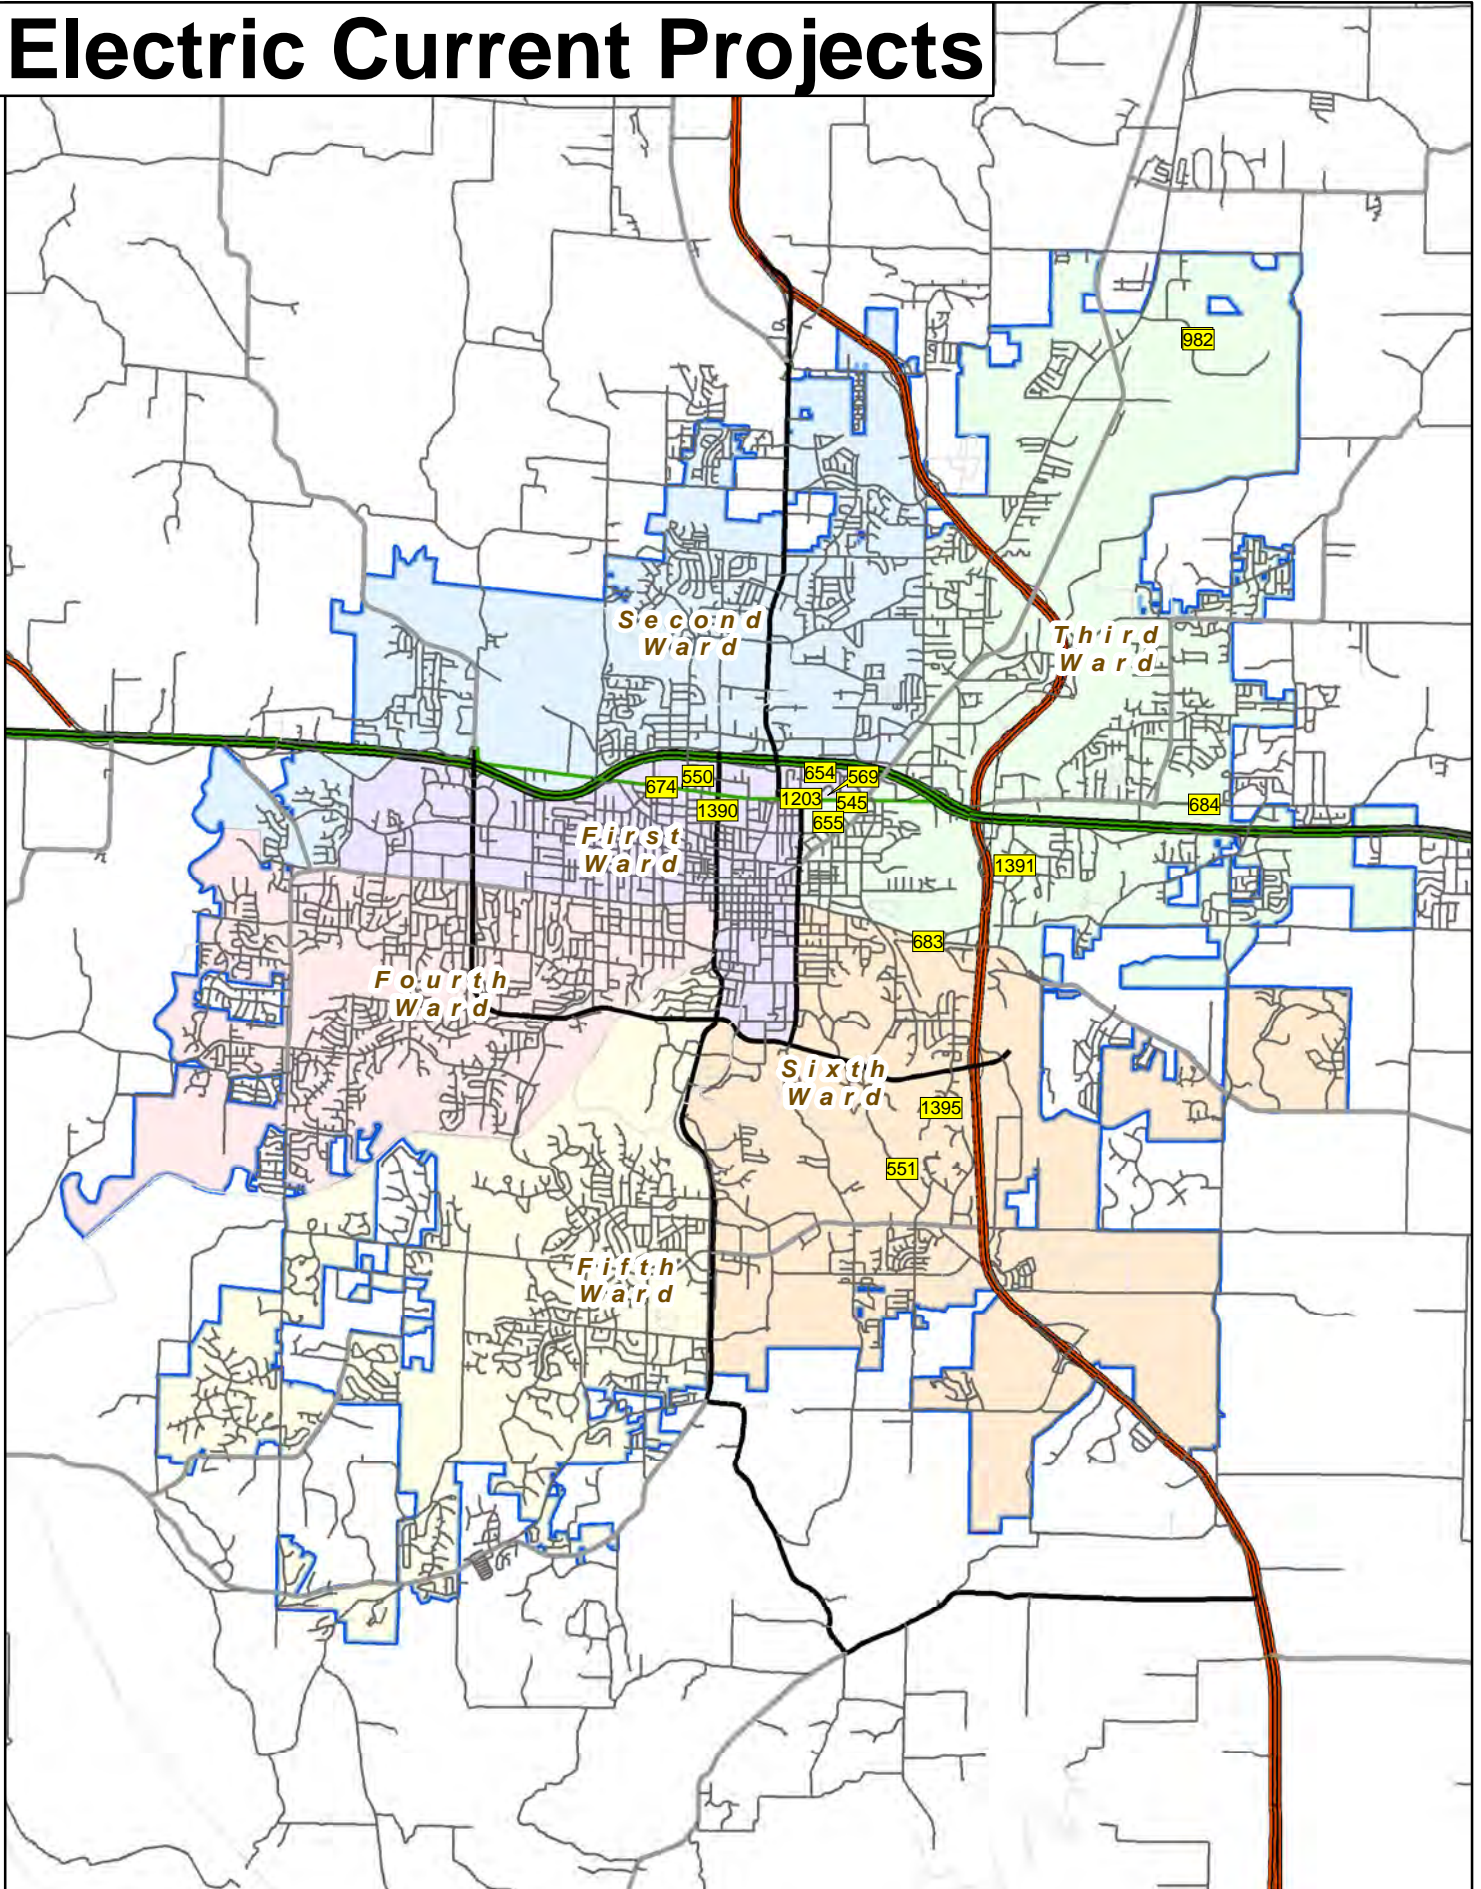 Electric Current Projects
982
Second
Ward
Third
Ward
654
569
550
674
1203
545
684
1390
655
First
Ward
1391
683
Fourth
Ward
Sixth
Ward
1395
551
Fifth
Ward